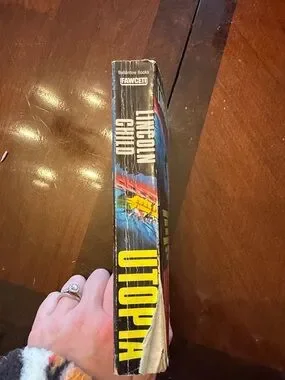 Ballantine Books
FAWCETT
LINCOLN
CHILD
UTOPIA